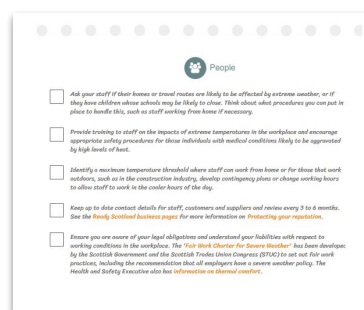 People
Ask your staff if their homes or travel routes are likely to be affected by extreme weather, or if
they have children whose schools may be likely to close. Think about what procedures you can put in
place to handle this, such as staff working from home if necessary.
Provide training to staff on the impacts of extreme temperatures in the workplace and encourage
appropriate safety procedures for those individuals with medical conditions likely to be aggravated
by high levels of heat.
Identify a maximum temperature threshold where staff can work from home or for those that work
outdoors, such as in the construction industry, develop contingency plans or change working hours
to allow staff to work in the cooler hours of the day.
Keep up to date contact details for staff, customers and suppliers and review every 3 to 6 months.
See the Ready Scotland business pages for more information on Protecting your reputation.
Ensure you are aware of your legal obligations and understand your liabilities with respect to
working conditions in the workplace. The 'Fair Work Charter for Severe Weather' has been developed
by the Scottish Government and the Scottish Trades Union Congress (STUC) to set out fair work
practices, including the recommendation that all employers have a severe weather policy. The
Health and Safety Executive also has information on thermal comfort.